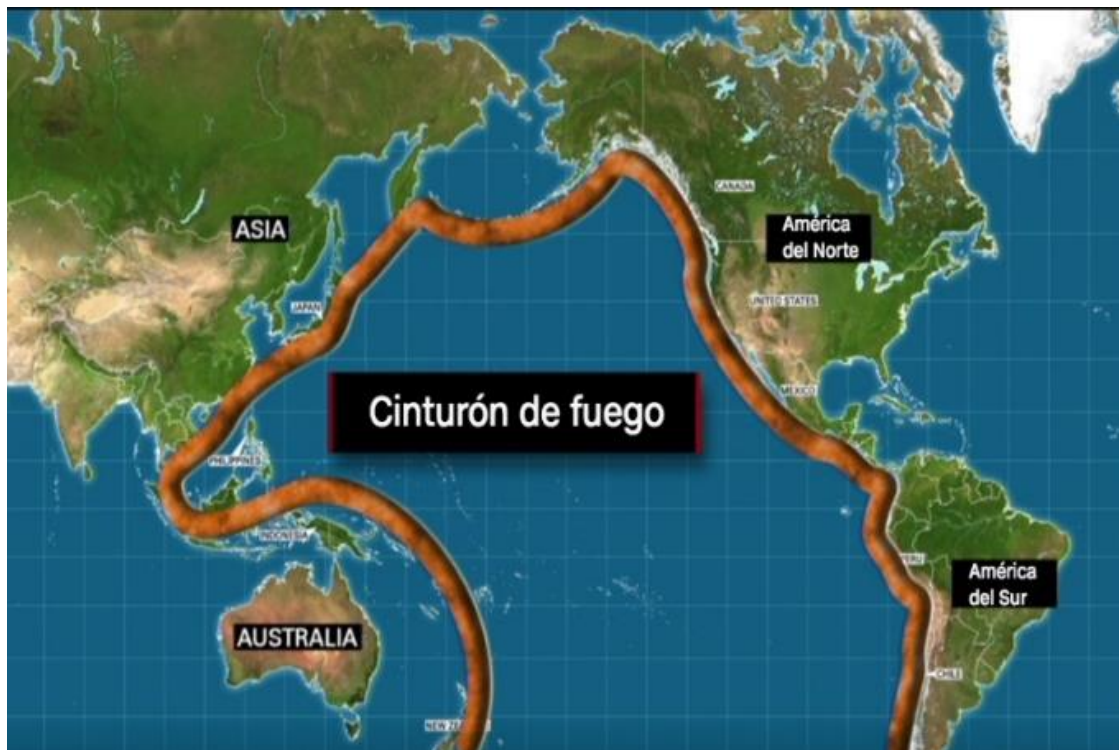 CANADA
ASIA
América
del Norte
JAPAN
UNITED STATES
Cinturón de fuego
MEXICO
PHILIPPINES
INDONESIA
PERU
América
del Sur
AUSTRALIA
CHILE
NEW